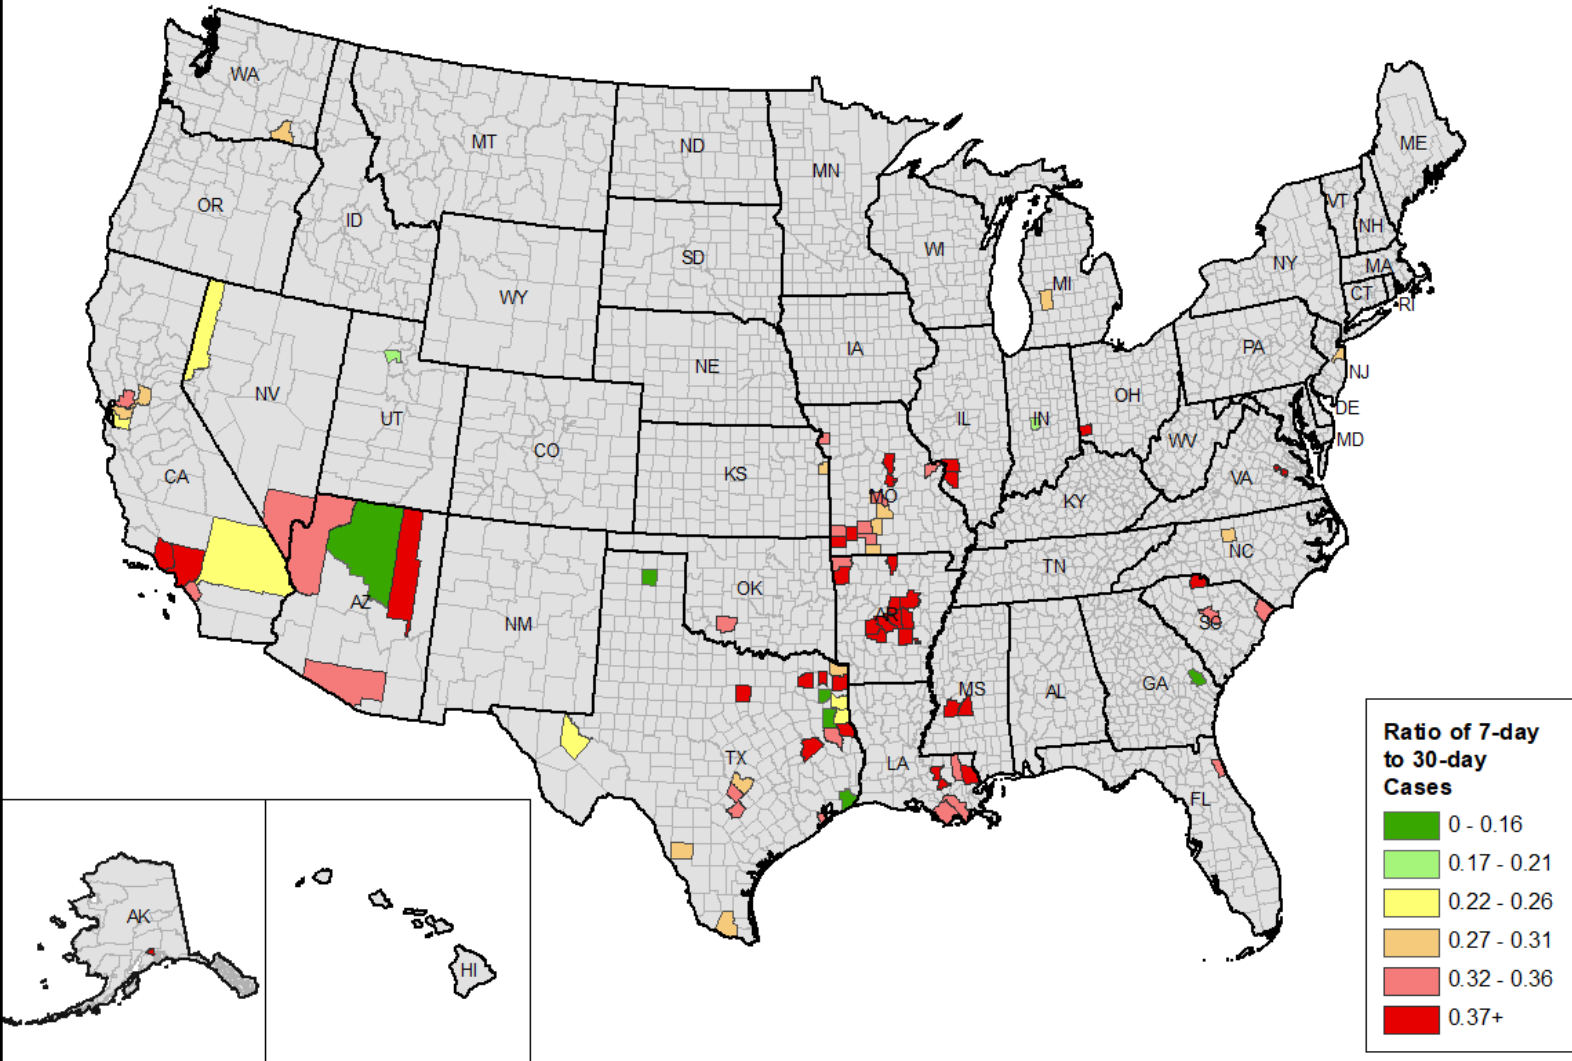 WA
MT
ND
MN
ME
OR
ID
SD
WI
VT
NH
NY
MA
MI
CT
RI
WY
IA
PA
NJ
NE
NV
UT
CO
KS
IL
IN
OH
DE
MD
WV
CA
MO
KY
VA
AZ
NM
OK
AR
TN
NC
SC
MS
AL
GA
TX
LA
FL
AK
HI
Ratio of 7-day
to 30-day
Cases
0 - 0.16
0.17 - 0.21
0.22 - 0.26
0.27 - 0.31
0.32 - 0.36
0.37+